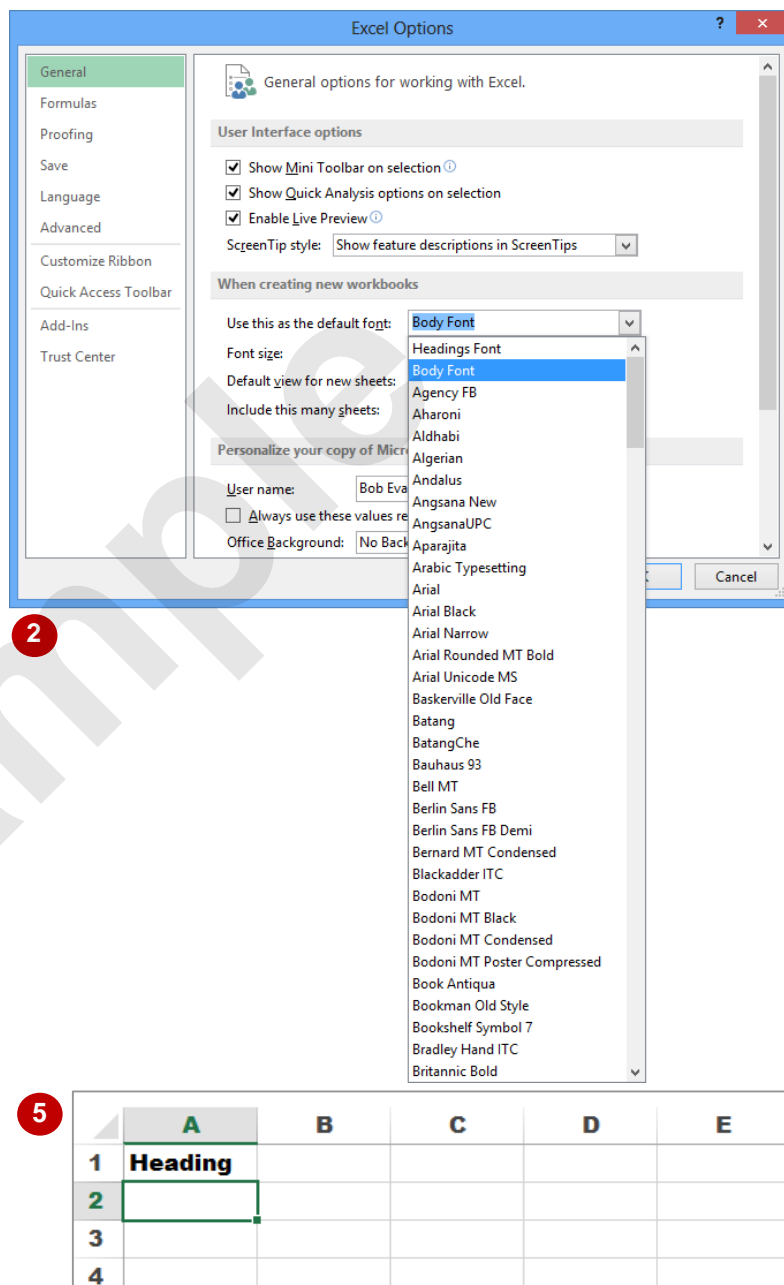 Excel Options
?
General
Formulas
Proofing
Save
Language
Advanced
Customize Ribbon
Quick Access Toolbar
Add-Ins
Trust Center
General options for working with Excel.
User Interface options
Show Mini Toolbar on selection
Show Quick Analysis options on selection
Enable Live Preview
ScreenTip style: Show feature descriptions in ScreenTips
When creating new workbooks
Use this as the default font: Body Font
Font size:
Default view for new sheets:
Include this many sheets:
Personalize your copy of Micr
User name: Bob Eva
Always use these values re
Office Background: No Back
Cancel
Headings Font
Body Font
Agency FB
Aharoni
Aldhabi
Algerian
Andalus
Angsana New
AngsanaUPC
Aparajita
Arabic Typesetting
Arial
Arial Black
Arial Narrow
Arial Rounded MT Bold
Arial Unicode MS
Baskerville Old Face
Batang
BatangChe
Bauhaus 93
Bell MT
Berlin Sans FB
Berlin Sans FB Demi
Bernard MT Condensed
Blackadder ITC
Bodoni MT
Bodoni MT Black
Bodoni MT Condensed
Bodoni MT Poster Compressed
Book Antiqua
Bookman Old Style
Bookshelf Symbol 7
Bradley Hand ITC
Britannic Bold
2
5
A B C D E
1 Heading
2
3
4
mple